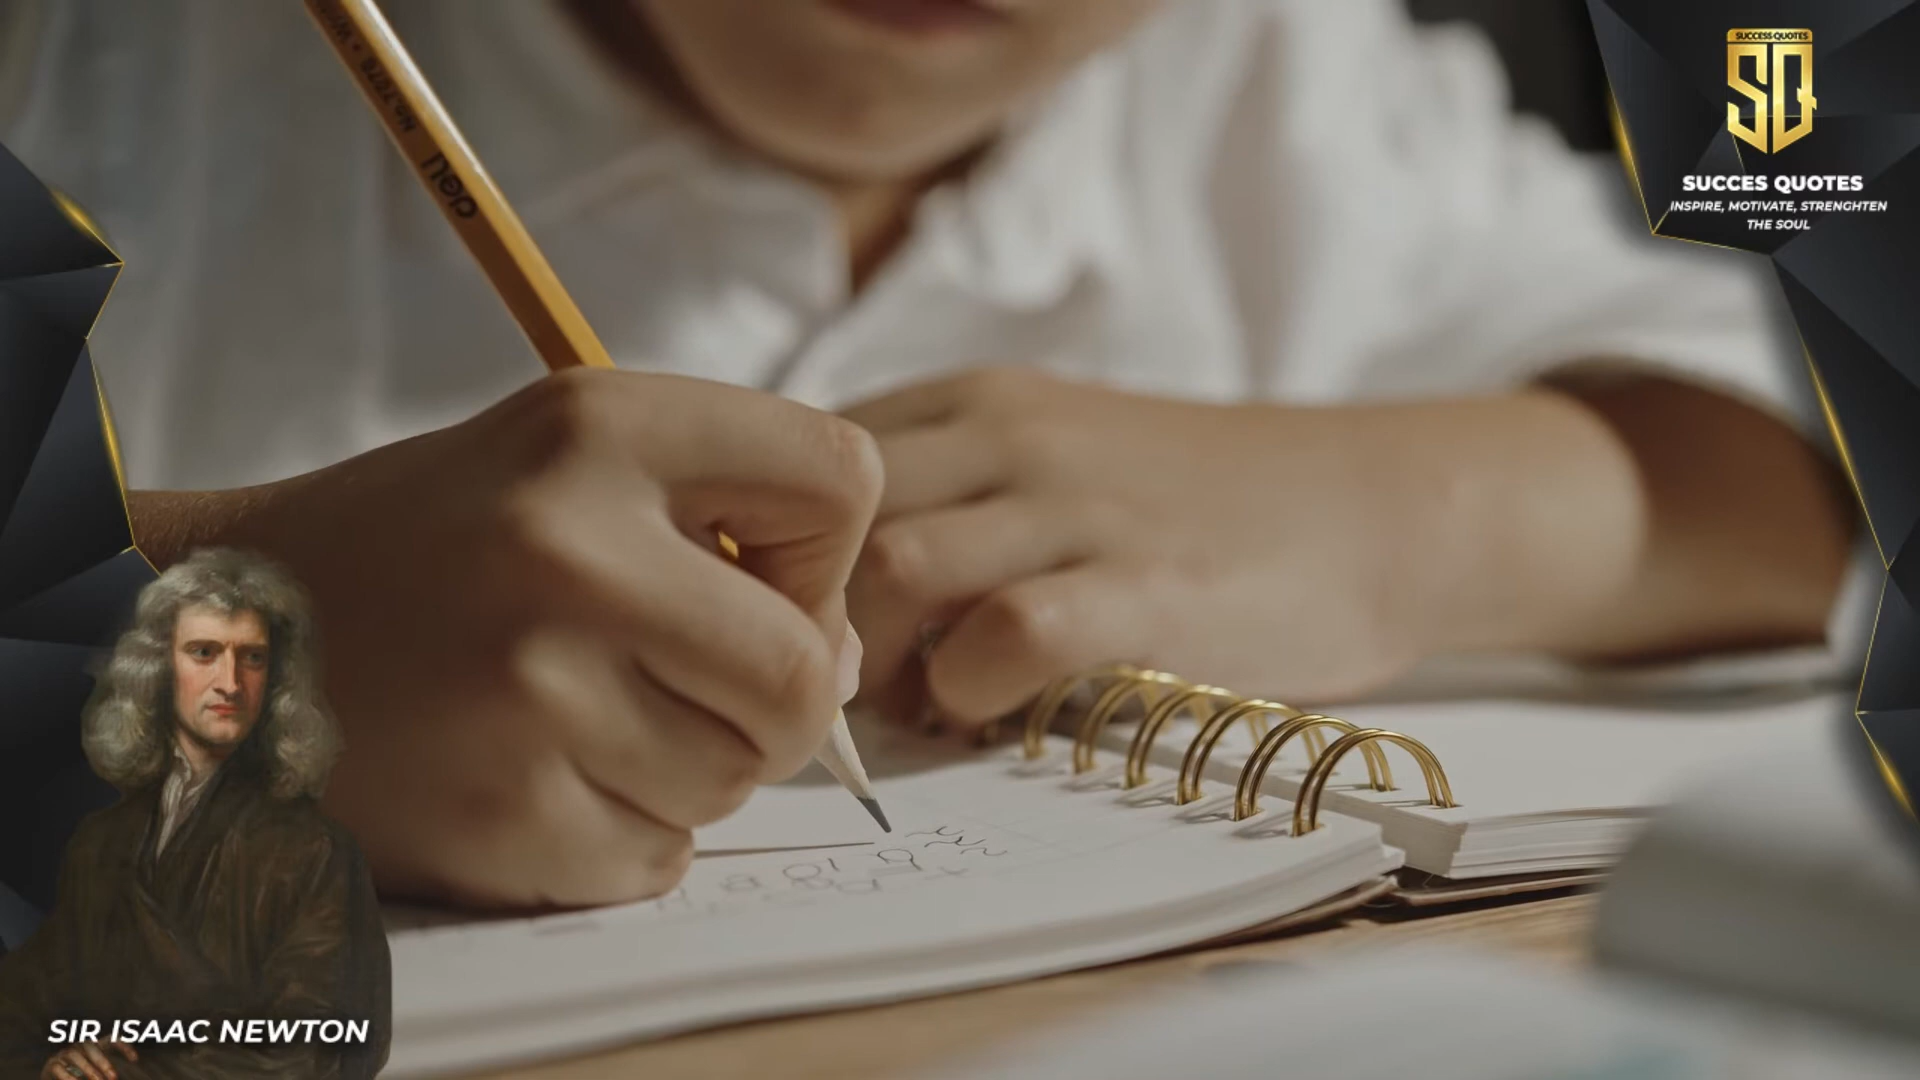 SUCCESS QUOTES
SQ
SUCCES QUOTES
INSPIRE, MOTIVATE, STRENGHTEN
THE SOUL
deli
SIR ISAAC NEWTON